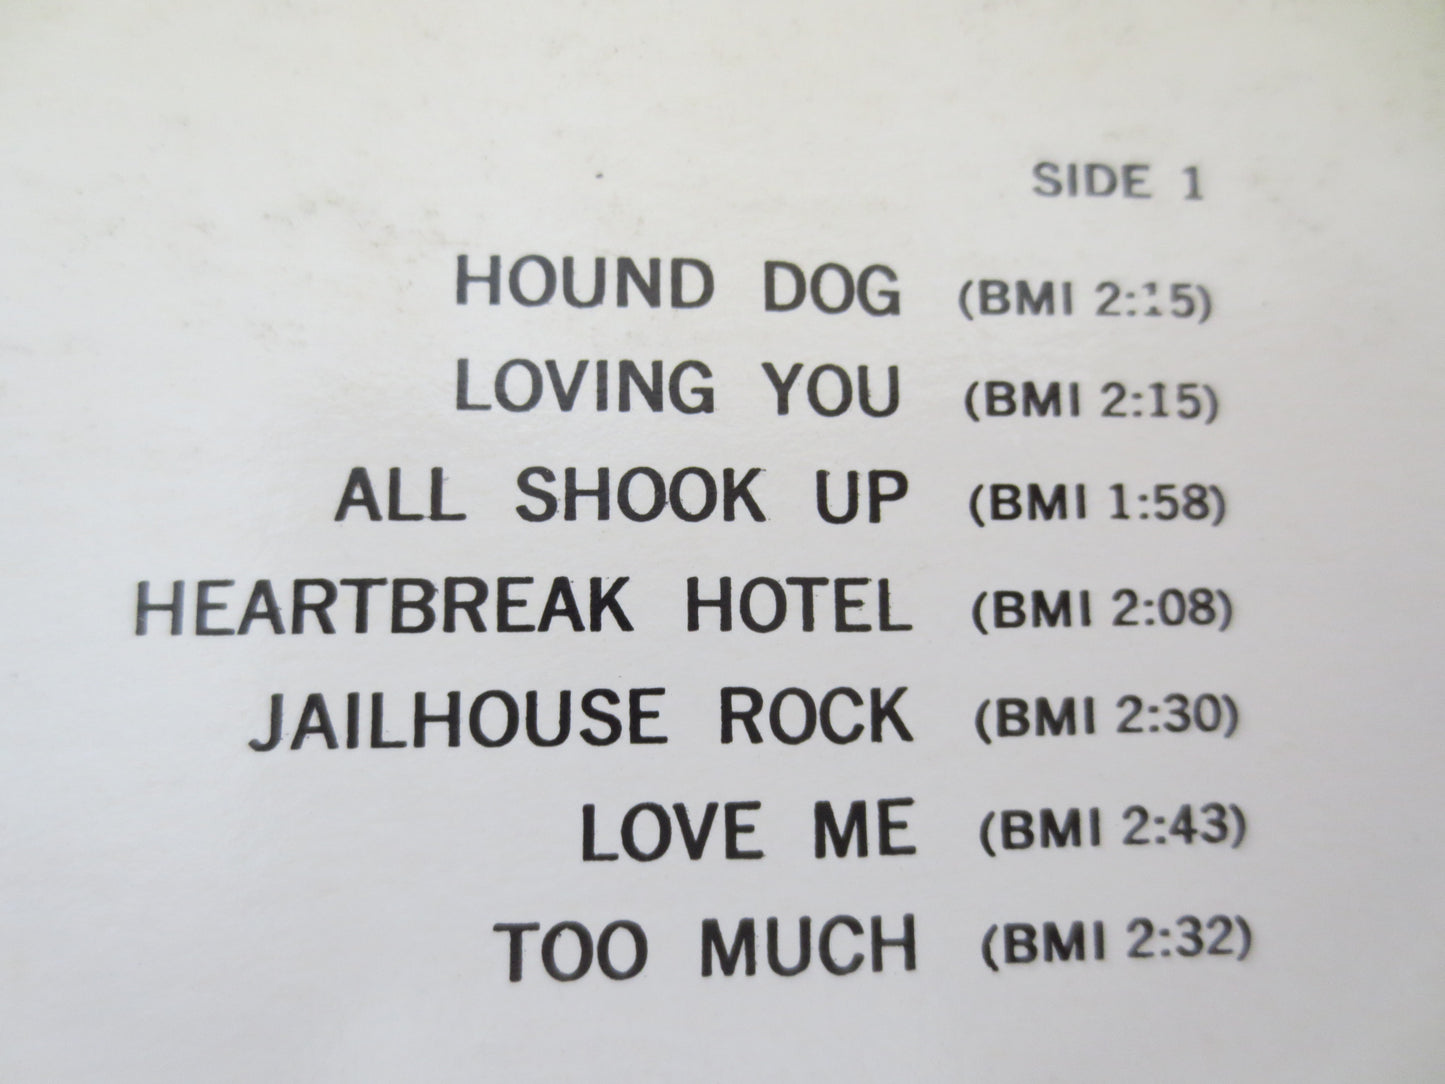 SIDE 1
HOUND DOG (BMI 2:15)
LOVING YOU (BMI 2:15)
ALL SHOOK UP (BMI 1:58)
HEARTBREAK HOTEL (BMI 2:08)
JAILHOUSE ROCK (BMI 2:30)
LOVE ME (BMI 2:43)
TOO MUCH (BMI 2:32)